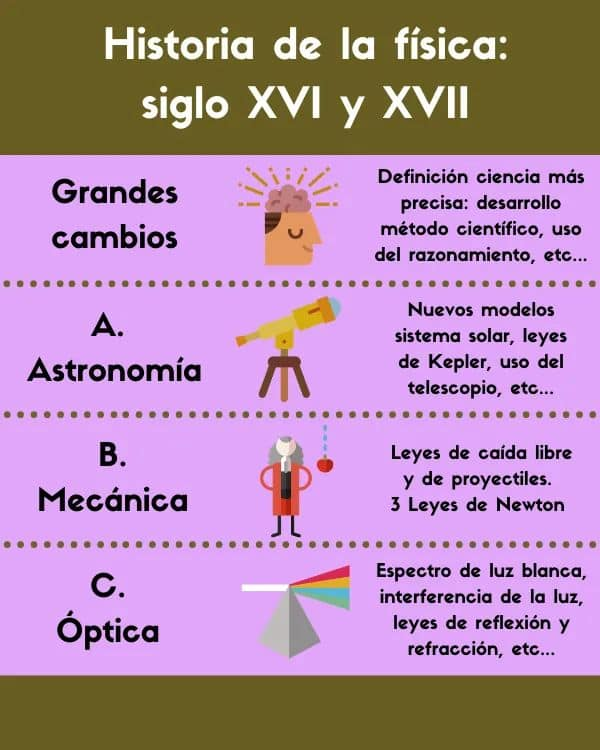 Historia de la física:
siglo XVI y XVII
Grandes
cambios
Definición ciencia más
precisa: desarrollo
método científico, uso
del razonamiento, etc...
A.
Astronomía
Nuevos modelos
sistema solar, leyes
de Kepler, uso del
telescopio, etc...
B.
Mecánica
Leyes de caída libre
y de proyectiles.
3 Leyes de Newton
C.
Óptica
Espectro de luz blanca,
interferencia de la luz,
leyes de reflexión y
refracción, etc...